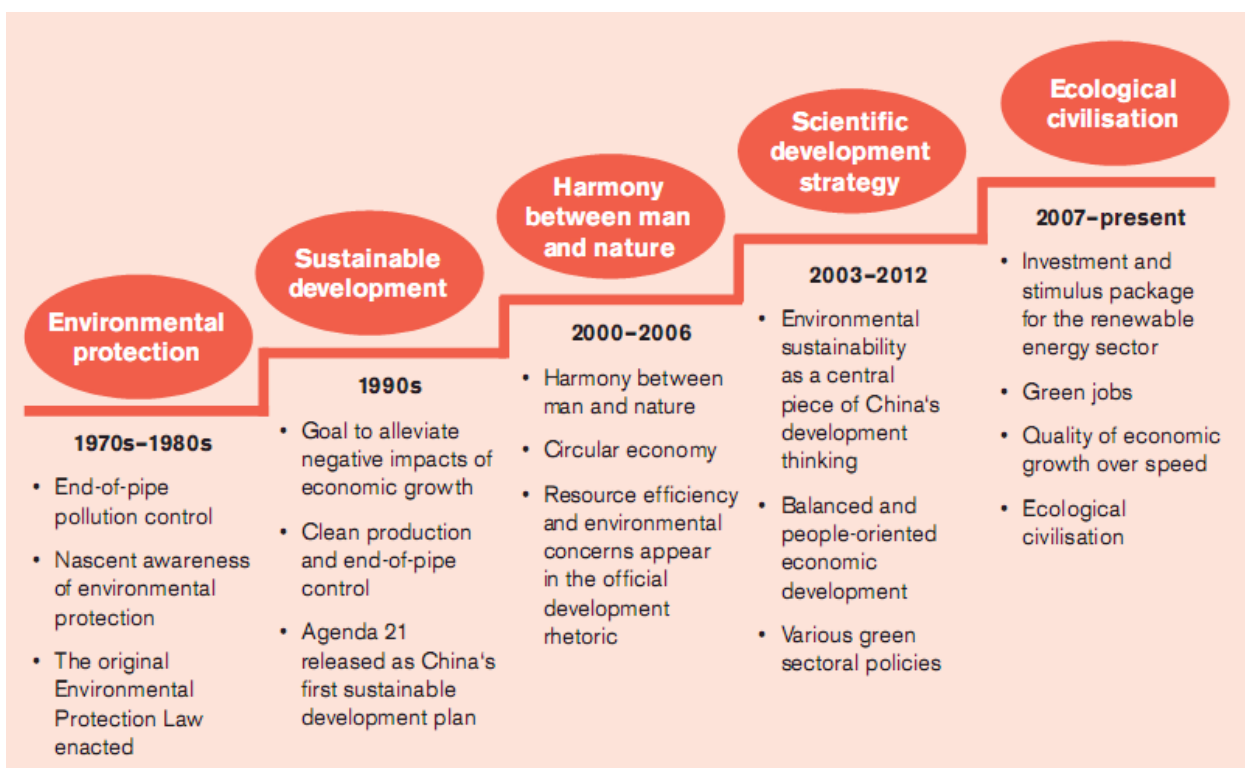 Environmental
protection
1970s–1980s
• End-of-pipe
pollution control
• Nascent awareness
of environmental
protection
• The original
Environmental
Protection Law
enacted
Sustainable
development
1990s
• Goal to alleviate
negative impacts of
economic growth
• Clean production
and end-of-pipe
control
• Agenda 21
released as China's
first sustainable
development plan
Harmony
between man
and nature
2000–2006
• Harmony between
man and nature
• Circular economy
• Resource efficiency
and environmental
concerns appear
in the official
development
rhetoric
Scientific
development
strategy
2003–2012
• Environmental
sustainability
as a central
piece of China's
development
thinking
• Balanced and
people-oriented
economic
development
• Various green
sectoral policies
Ecological
civilisation
2007–present
• Investment and
stimulus package
for the renewable
energy sector
• Green jobs
• Quality of economic
growth over speed
• Ecological
civilisation